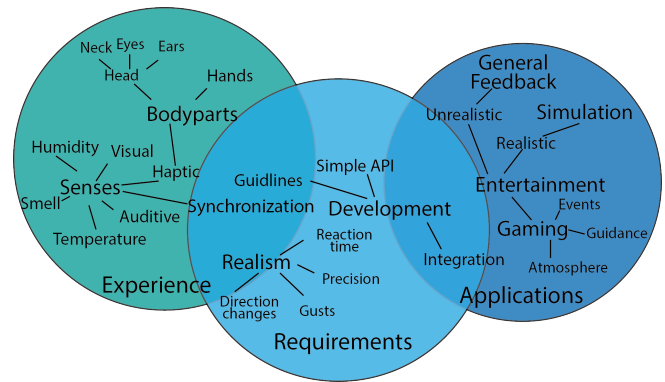 Neck
Eyes
Ears
Head
Hands
Bodyparts
Humidity
Visual
Haptic
Senses
Smell
Auditive
Temperature
Synchronization
Experience
Guidlines
Simple API
Development
Reaction
time
Realism
Precision
Direction
changes
Gusts
Integration
Requirements
General
Feedback
Unrealistic
Simulation
Realistic
Entertainment
Events
Gaming
Guidance
Atmosphere
Applications